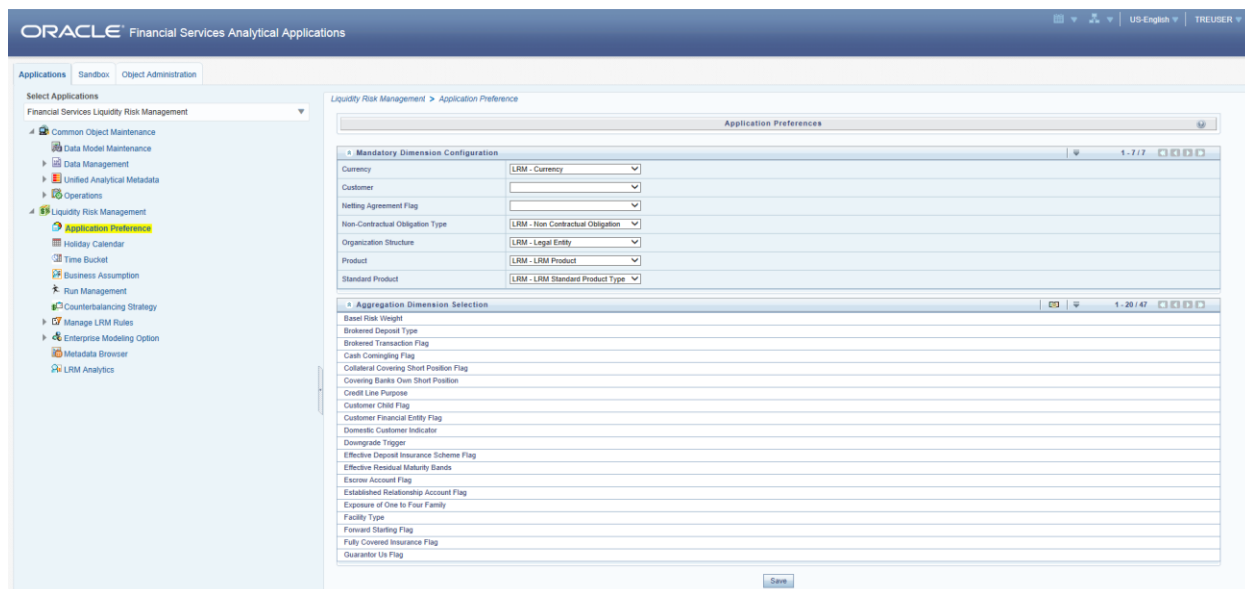 ORACLE® Financial Services Analytical Applications
US-English
TREUSER
Applications
Sandbox
Object Administration
Select Applications
Financial Services Liquidity Risk Management
Common Object Maintenance
Data Model Maintenance
Data Management
Unified Analytical Metadata
Operations
Liquidity Risk Management
Application Preference
Holiday Calendar
Time Bucket
Business Assumption
Run Management
Counterbalancing Strategy
Manage LRM Rules
Enterprise Modeling Option
Metadata Browser
LRM Analytics
Liquidity Risk Management > Application Preference
Application Preferences
Mandatory Dimension Configuration 1 - 7 / 7
Currency LRM - Currency
Customer
Netting Agreement Flag
Non-Contractual Obligation Type LRM - Non Contractual Obligation
Organization Structure LRM - Legal Entity
Product LRM - LRM Product
Standard Product LRM - LRM Standard Product Type
Aggregation Dimension Selection 1 - 20 / 47
Basel Risk Weight
Brokered Deposit Type
Brokered Transaction Flag
Cash Comingling Flag
Collateral Covering Short Position Flag
Covering Banks Own Short Position
Credit Line Purpose
Customer Child Flag
Customer Financial Entity Flag
Domestic Customer Indicator
Downgrade Trigger
Effective Deposit Insurance Scheme Flag
Effective Residual Maturity Bands
Escrow Account Flag
Established Relationship Account Flag
Exposure of One to Four Family
Facility Type
Forward Starting Flag
Fully Covered Insurance Flag
Guarantor Us Flag
Save